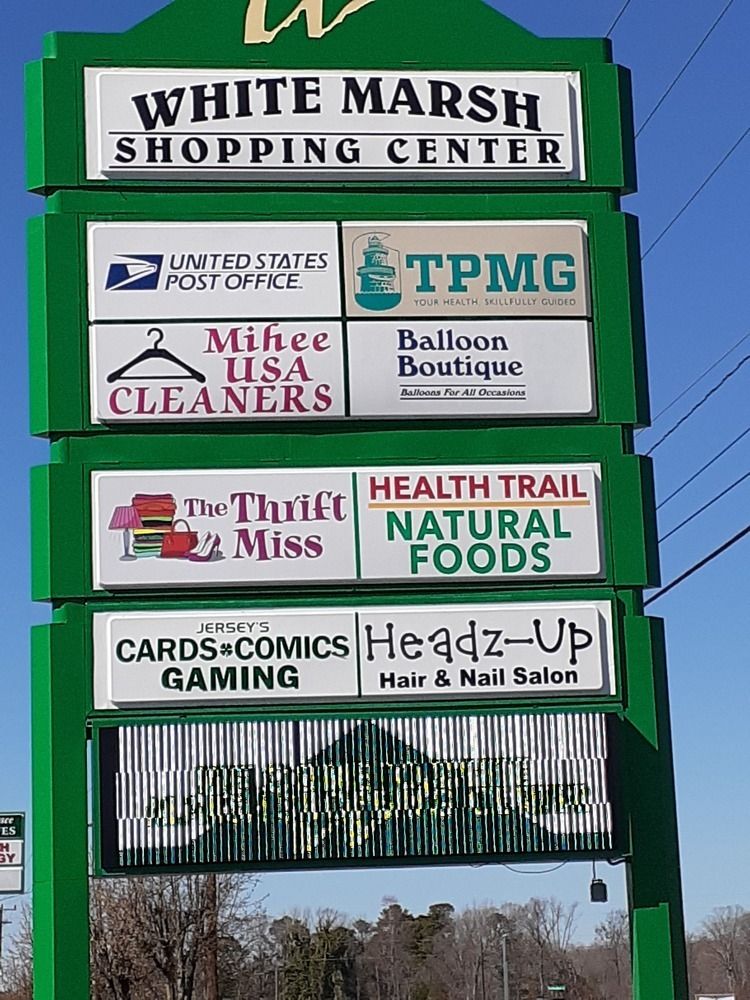 WHITE MARSH
SHOPPING CENTER
UNITED STATES
POST OFFICE
TPMG
YOUR HEALTH, SKILLFULLY GUIDED
Mihee
USA
CLEANERS
Balloon
Boutique
Balloons For All Occasions
The Thrift
Miss
HEALTH TRAIL
NATURAL
FOODS
JERSEY'S
CARDS*COMICS
GAMING
Headz-Up
Hair & Nail Salon